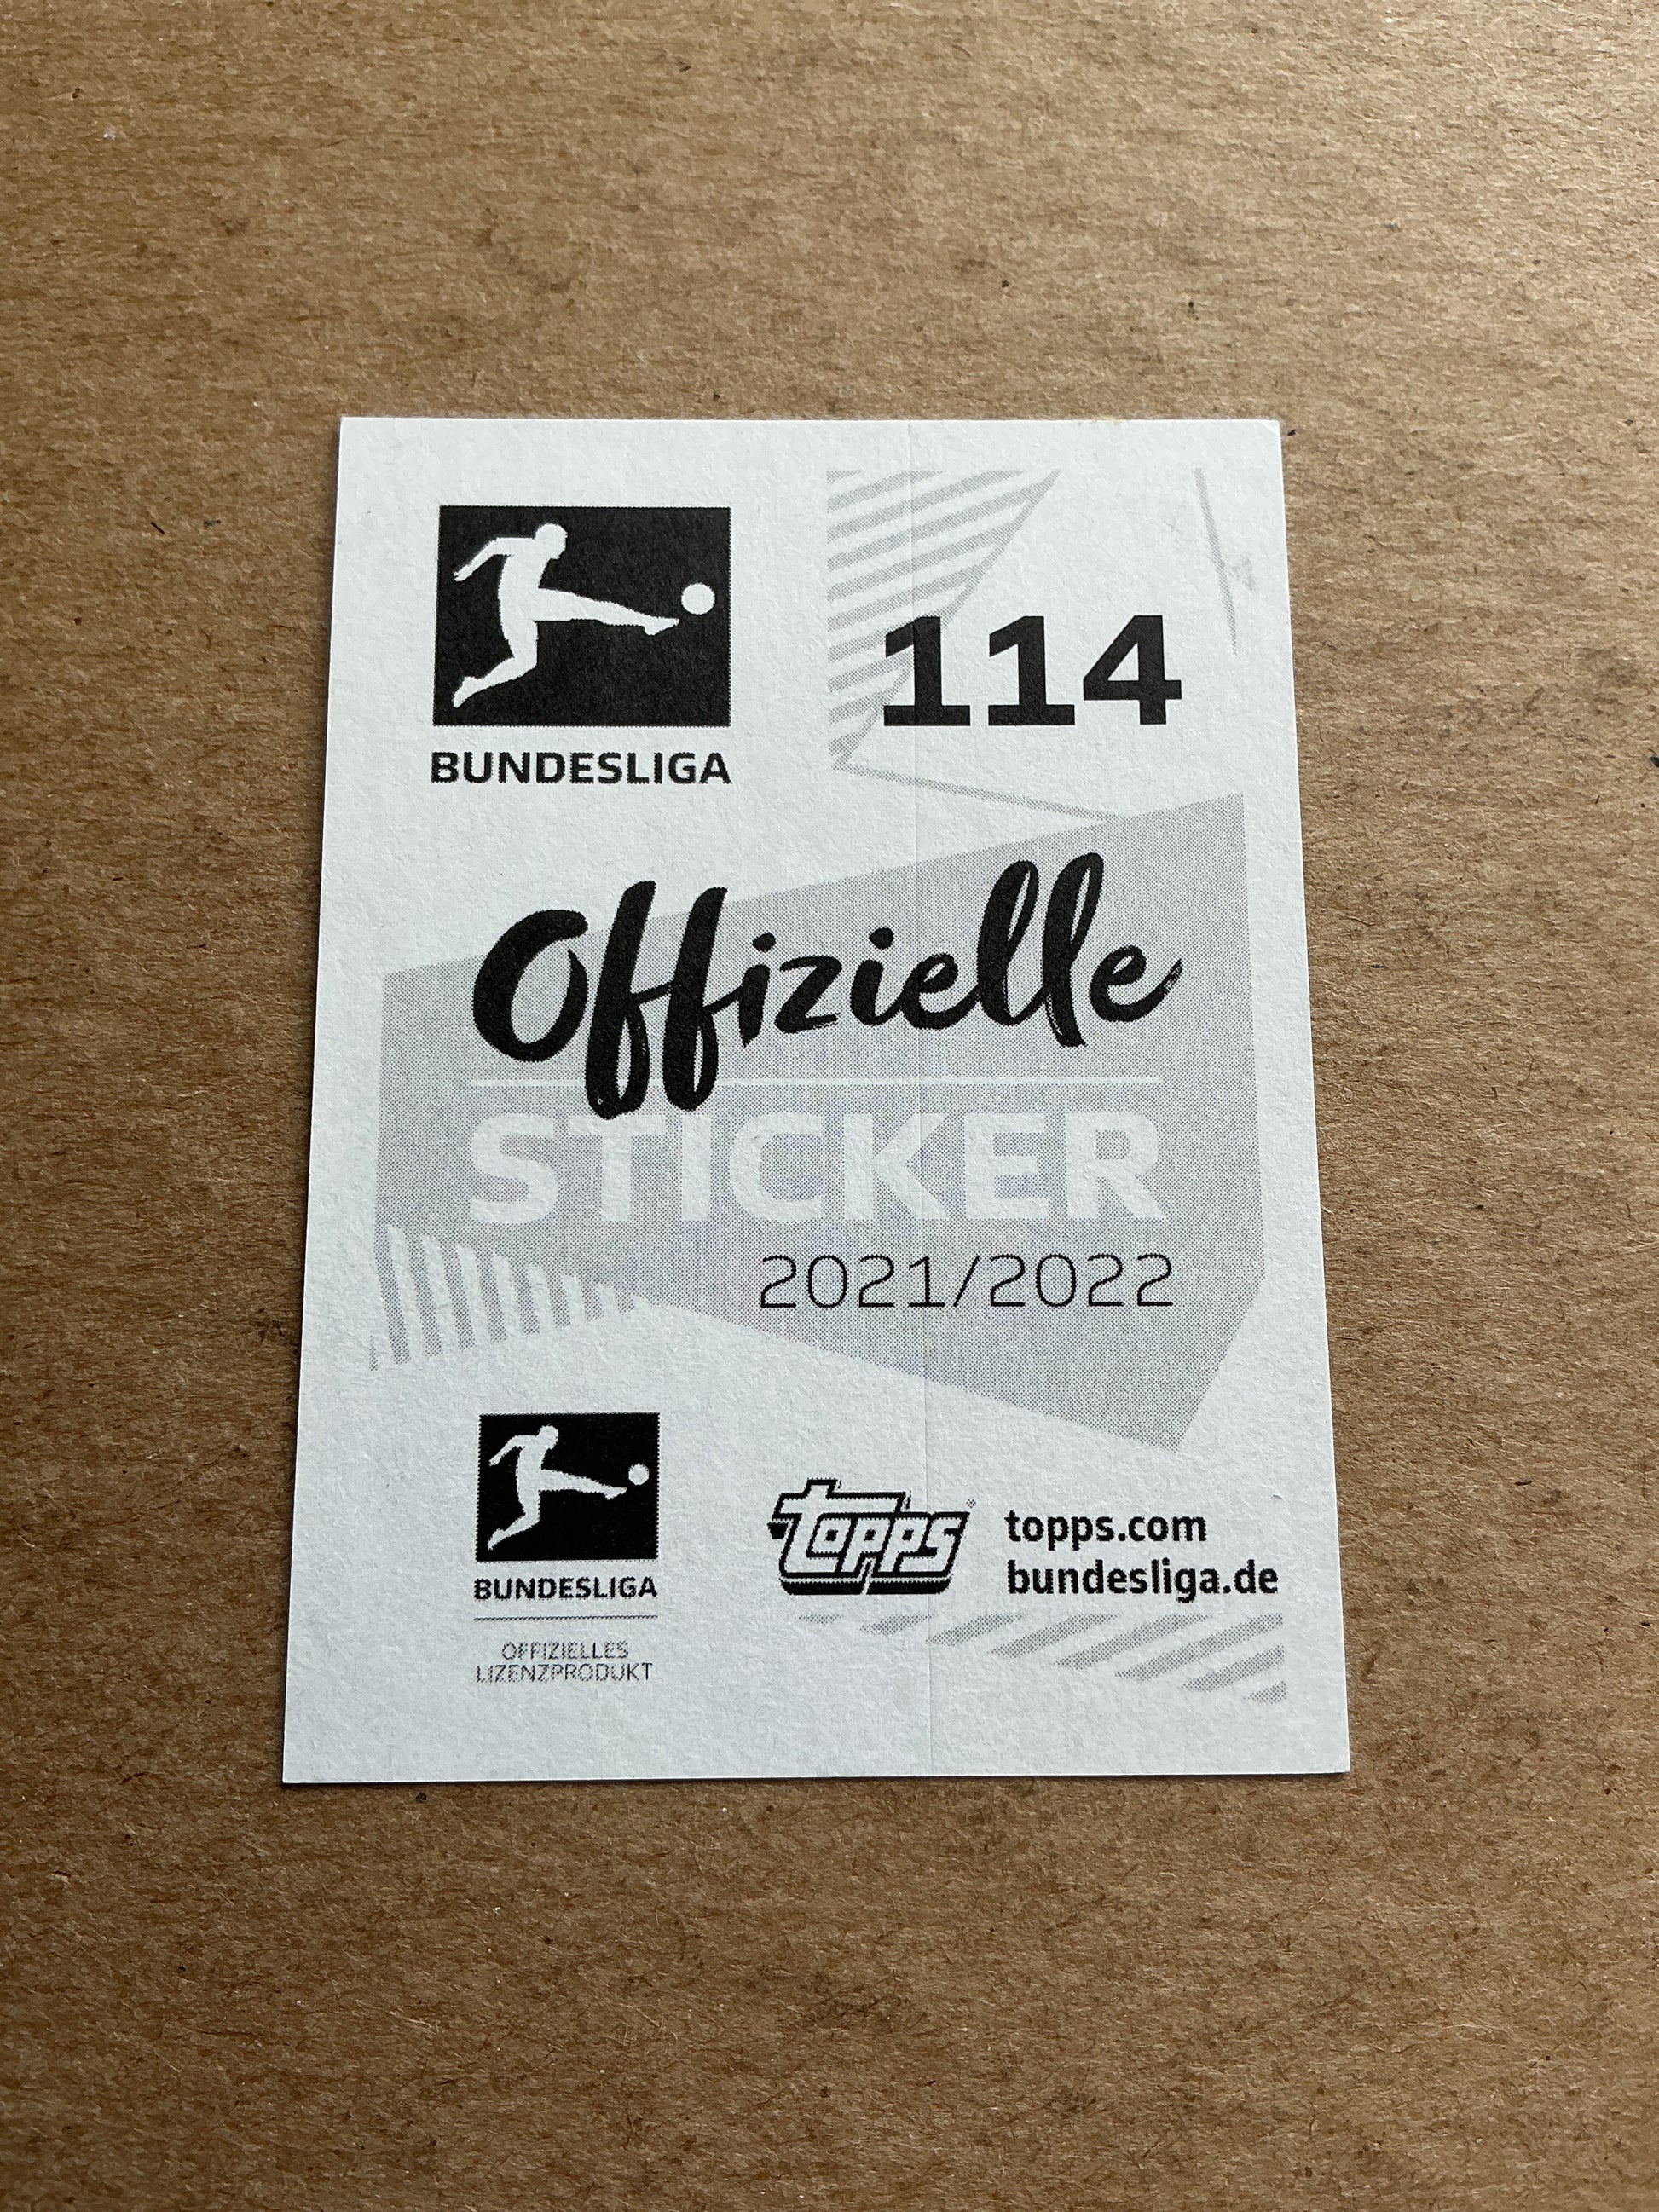 BUNDESLIGA
114
Offizielle
STICKER
2021/2022
BUNDESLIGA
OFFIZIELLES
LIZENZPRODUKT
topps®
topps.com
bundesliga.de